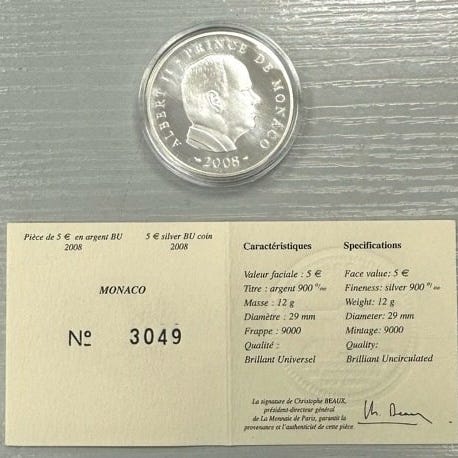 ALBERT II PRINCE DE MONACO
2008
Pièce de 5 € en argent BU
2008
5 € silver BU coin
2008
MONACO
Nº 3049
Caractéristiques
Valeur faciale : 5 €
Titre : argent 900 º/ºº
Masse : 12 g
Diamètre : 29 mm
Frappe : 9000
Qualité :
Brillant Universel
Specifications
Face value: 5 €
Fineness: silver 900 º/ºº
Weight: 12 g
Diameter: 29 mm
Mintage: 9000
Quality:
Brilliant Uncirculated
La signature de Christophe BEAUX,
président-directeur général
de La Monnaie de Paris, garantit la
provenance et l'authenticité de cette pièce